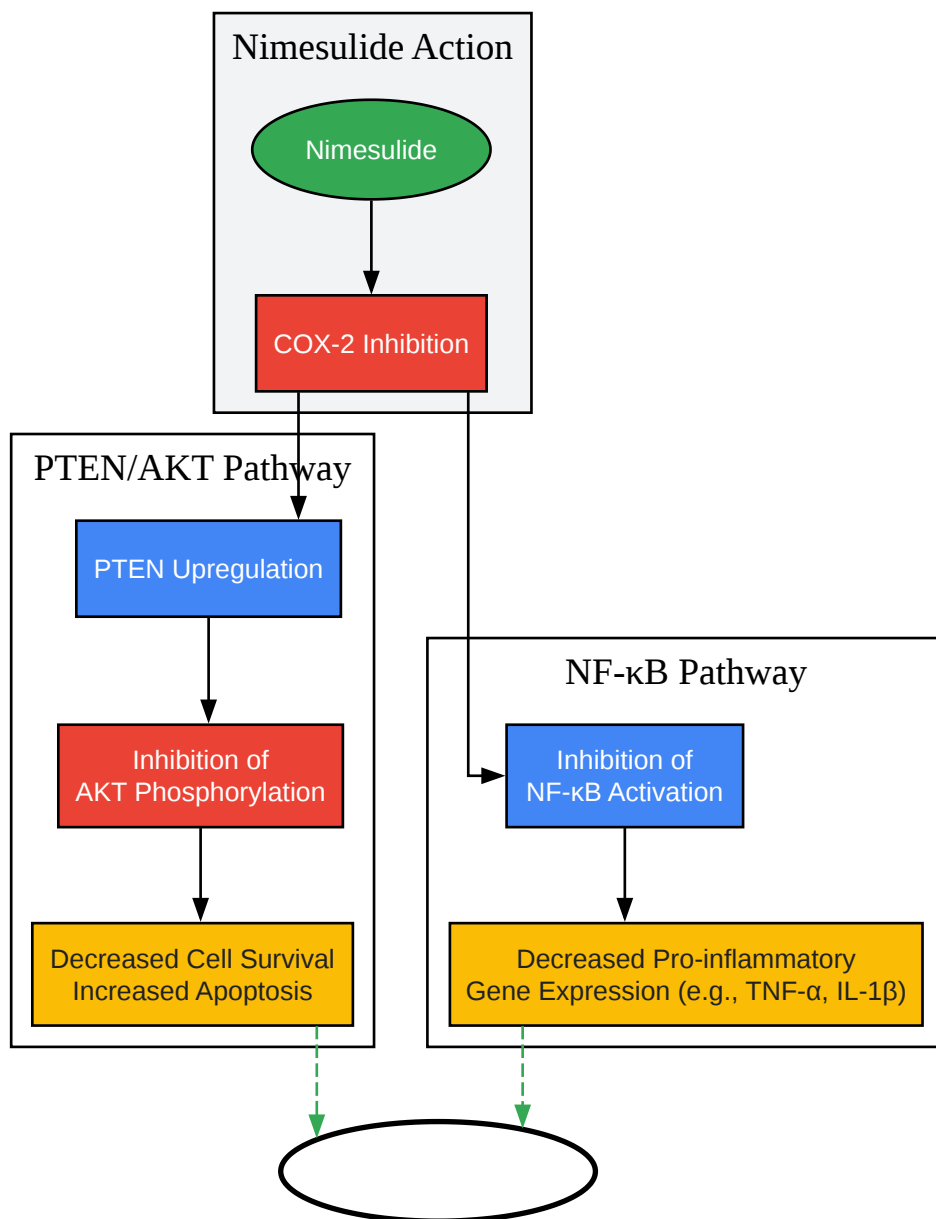 Nimesulide Action
Nimesulide
COX-2 Inhibition
PTEN/AKT Pathway
PTEN Upregulation
Inhibition of
AKT Phosphorylation
Decreased Cell Survival
Increased Apoptosis
NF-κB Pathway
Inhibition of
NF-κB Activation
Decreased Pro-inflammatory
Gene Expression (e.g., TNF-α, IL-1β)